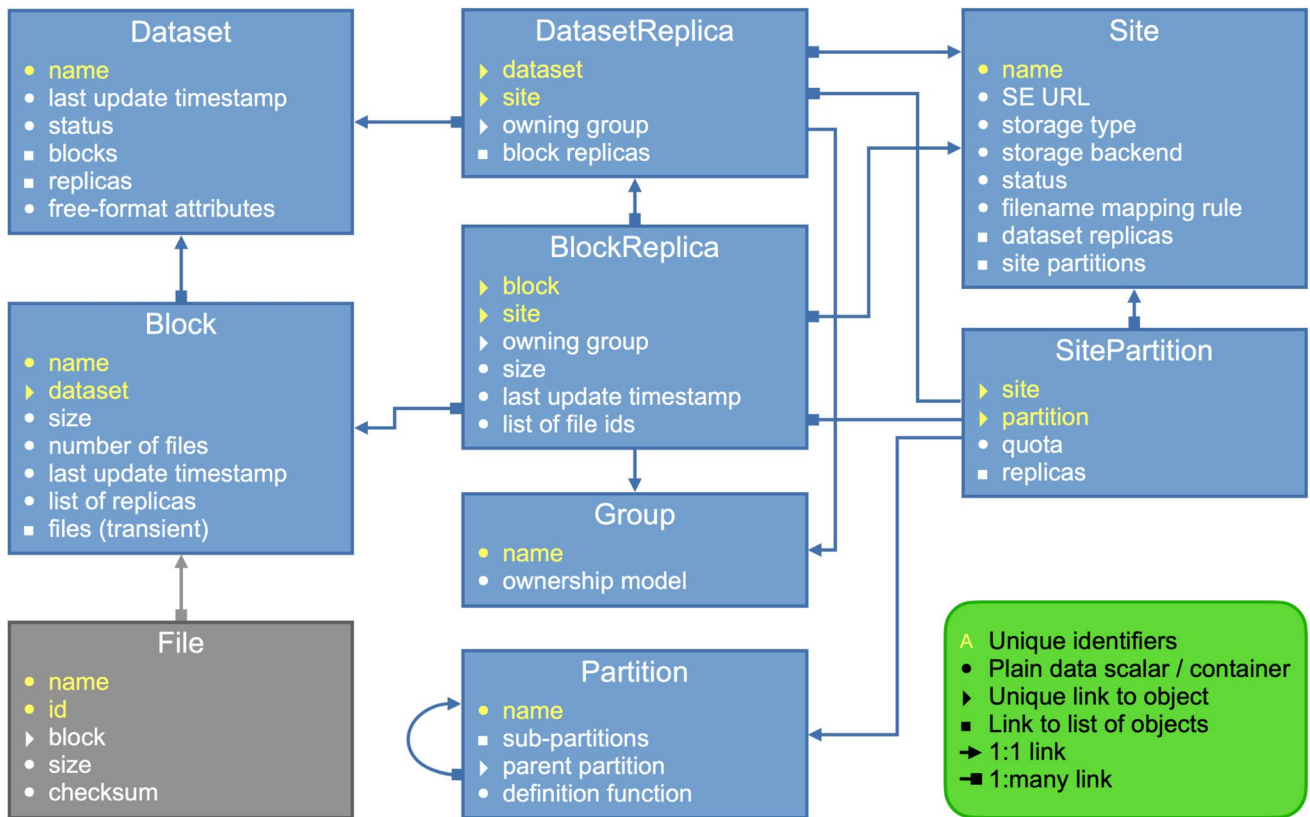 Dataset
name
last update timestamp
status
blocks
replicas
free-format attributes
DatasetReplica
dataset
site
owning group
block replicas
Site
name
SE URL
storage type
storage backend
status
filename mapping rule
dataset replicas
site partitions
Block
name
dataset
size
number of files
last update timestamp
list of replicas
files (transient)
BlockReplica
block
site
owning group
size
last update timestamp
list of file ids
SitePartition
site
partition
quota
replicas
Group
name
ownership model
File
name
id
block
size
checksum
Partition
name
sub-partitions
parent partition
definition function
A Unique identifiers
Plain data scalar / container
Unique link to object
Link to list of objects
1:1 link
1:many link